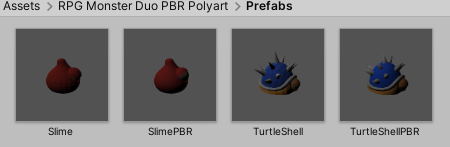 Assets > RPG Monster Duo PBR Polyart > Prefabs
Slime SlimePBR TurtleShell TurtleShellPBR